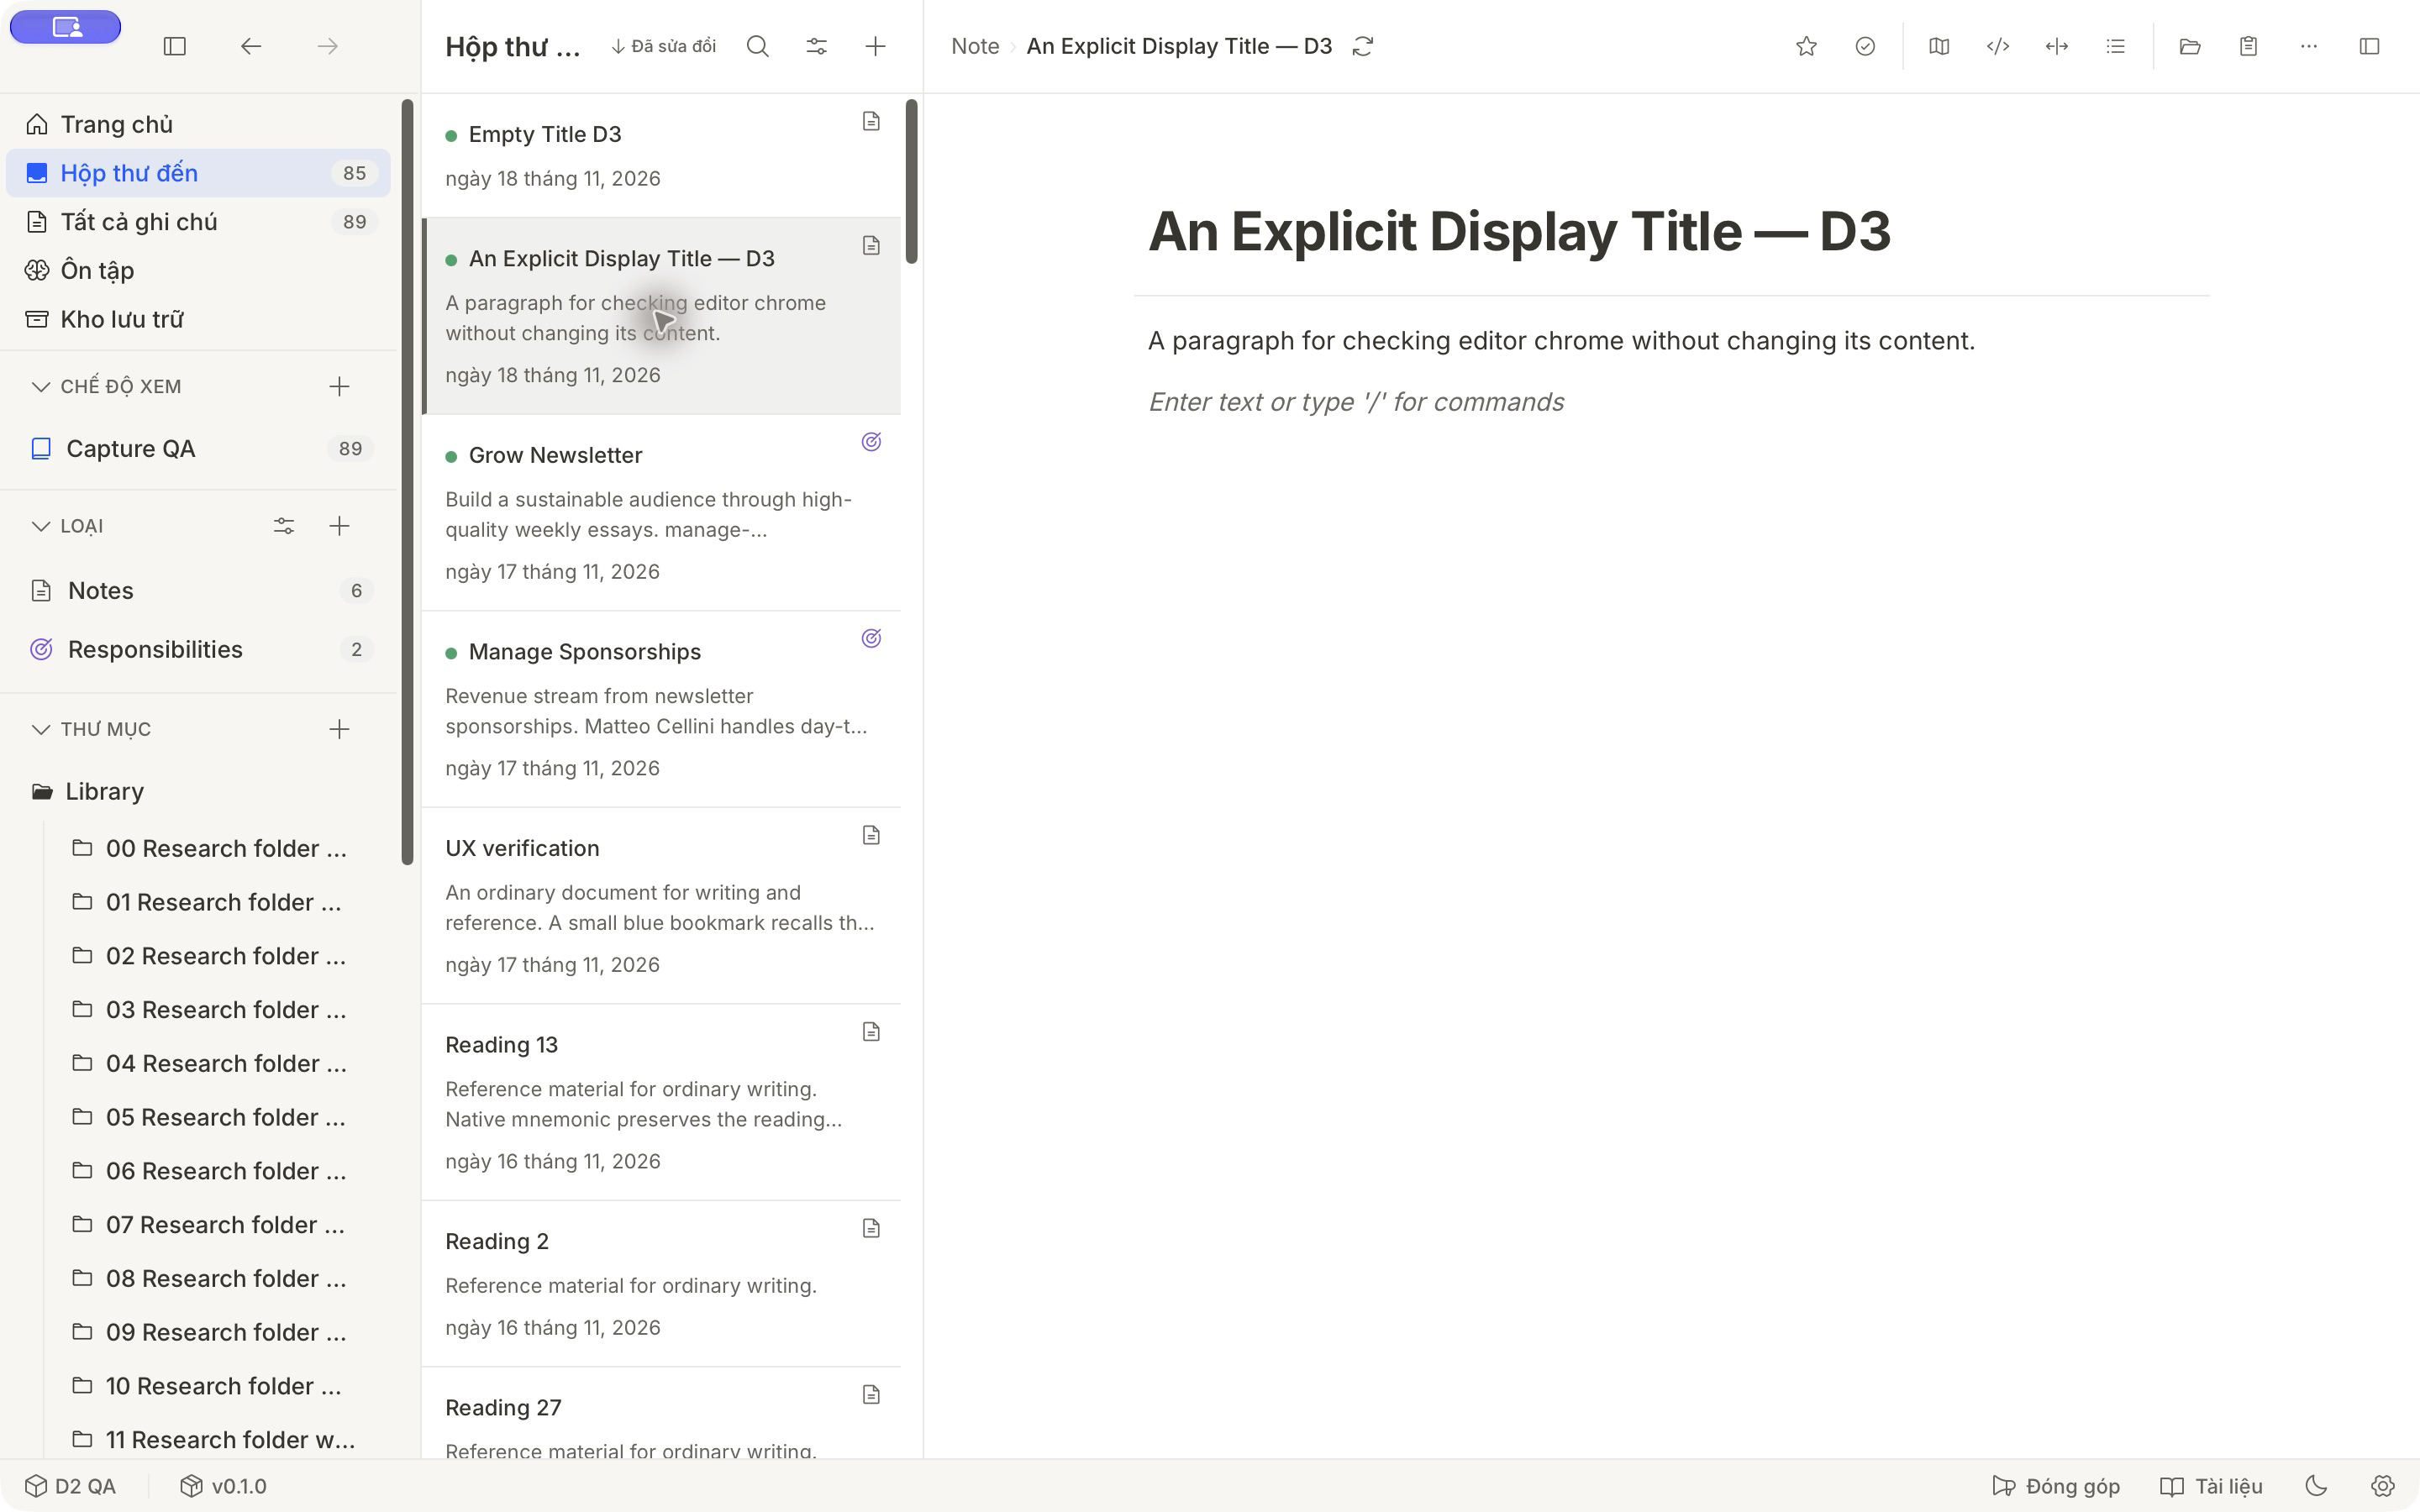 Trang chủ
Hộp thư đến 85
Tất cả ghi chú 89
Ôn tập
Kho lưu trữ
CHẾ ĐỘ XEM
Capture QA 89
LOẠI
Notes 6
Responsibilities 2
THƯ MỤC
Library
00 Research folder ...
01 Research folder ...
02 Research folder ...
03 Research folder ...
04 Research folder ...
05 Research folder ...
06 Research folder ...
07 Research folder ...
08 Research folder ...
09 Research folder ...
10 Research folder ...
11 Research folder w...
Hộp thư ... Đã sửa đổi
Empty Title D3
ngày 18 tháng 11, 2026
An Explicit Display Title — D3
A paragraph for checking editor chrome
without changing its content.
ngày 18 tháng 11, 2026
Grow Newsletter
Build a sustainable audience through high-
quality weekly essays. manage-...
ngày 17 tháng 11, 2026
Manage Sponsorships
Revenue stream from newsletter
sponsorships. Matteo Cellini handles day-t...
ngày 17 tháng 11, 2026
UX verification
An ordinary document for writing and
reference. A small blue bookmark recalls th...
ngày 17 tháng 11, 2026
Reading 13
Reference material for ordinary writing.
Native mnemonic preserves the reading...
ngày 16 tháng 11, 2026
Reading 2
Reference material for ordinary writing.
ngày 16 tháng 11, 2026
Reading 27
Reference material for ordinary writing.
Note › An Explicit Display Title — D3
An Explicit Display Title — D3
A paragraph for checking editor chrome without changing its content.
Enter text or type '/' for commands
D2 QA v0.1.0 Đóng góp Tài liệu